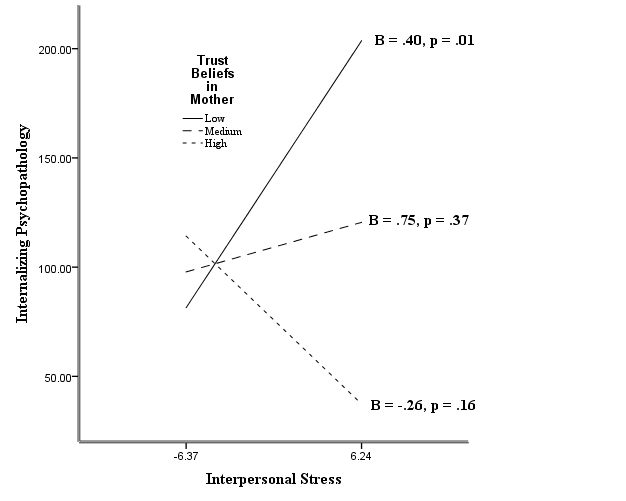 200.00
150.00
100.00
50.00
Internalizing Psychopathology
Trust
Beliefs
in
Mother
Low
Medium
High
B = .40, p = .01
B = .75, p = .37
B = -.26, p = .16
-6.37
6.24
Interpersonal Stress